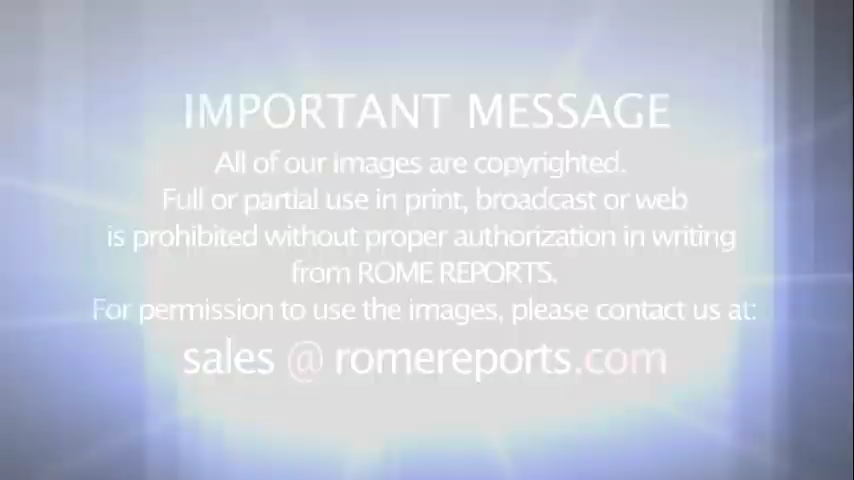 IMPORTANT MESSAGE
All of our images are copyrighted.
Full or partial use in print, broadcast or web
is prohibited without proper authorization in writing
from ROME REPORTS.
For permission to use the images, please contact us at:
sales @ romereports.com